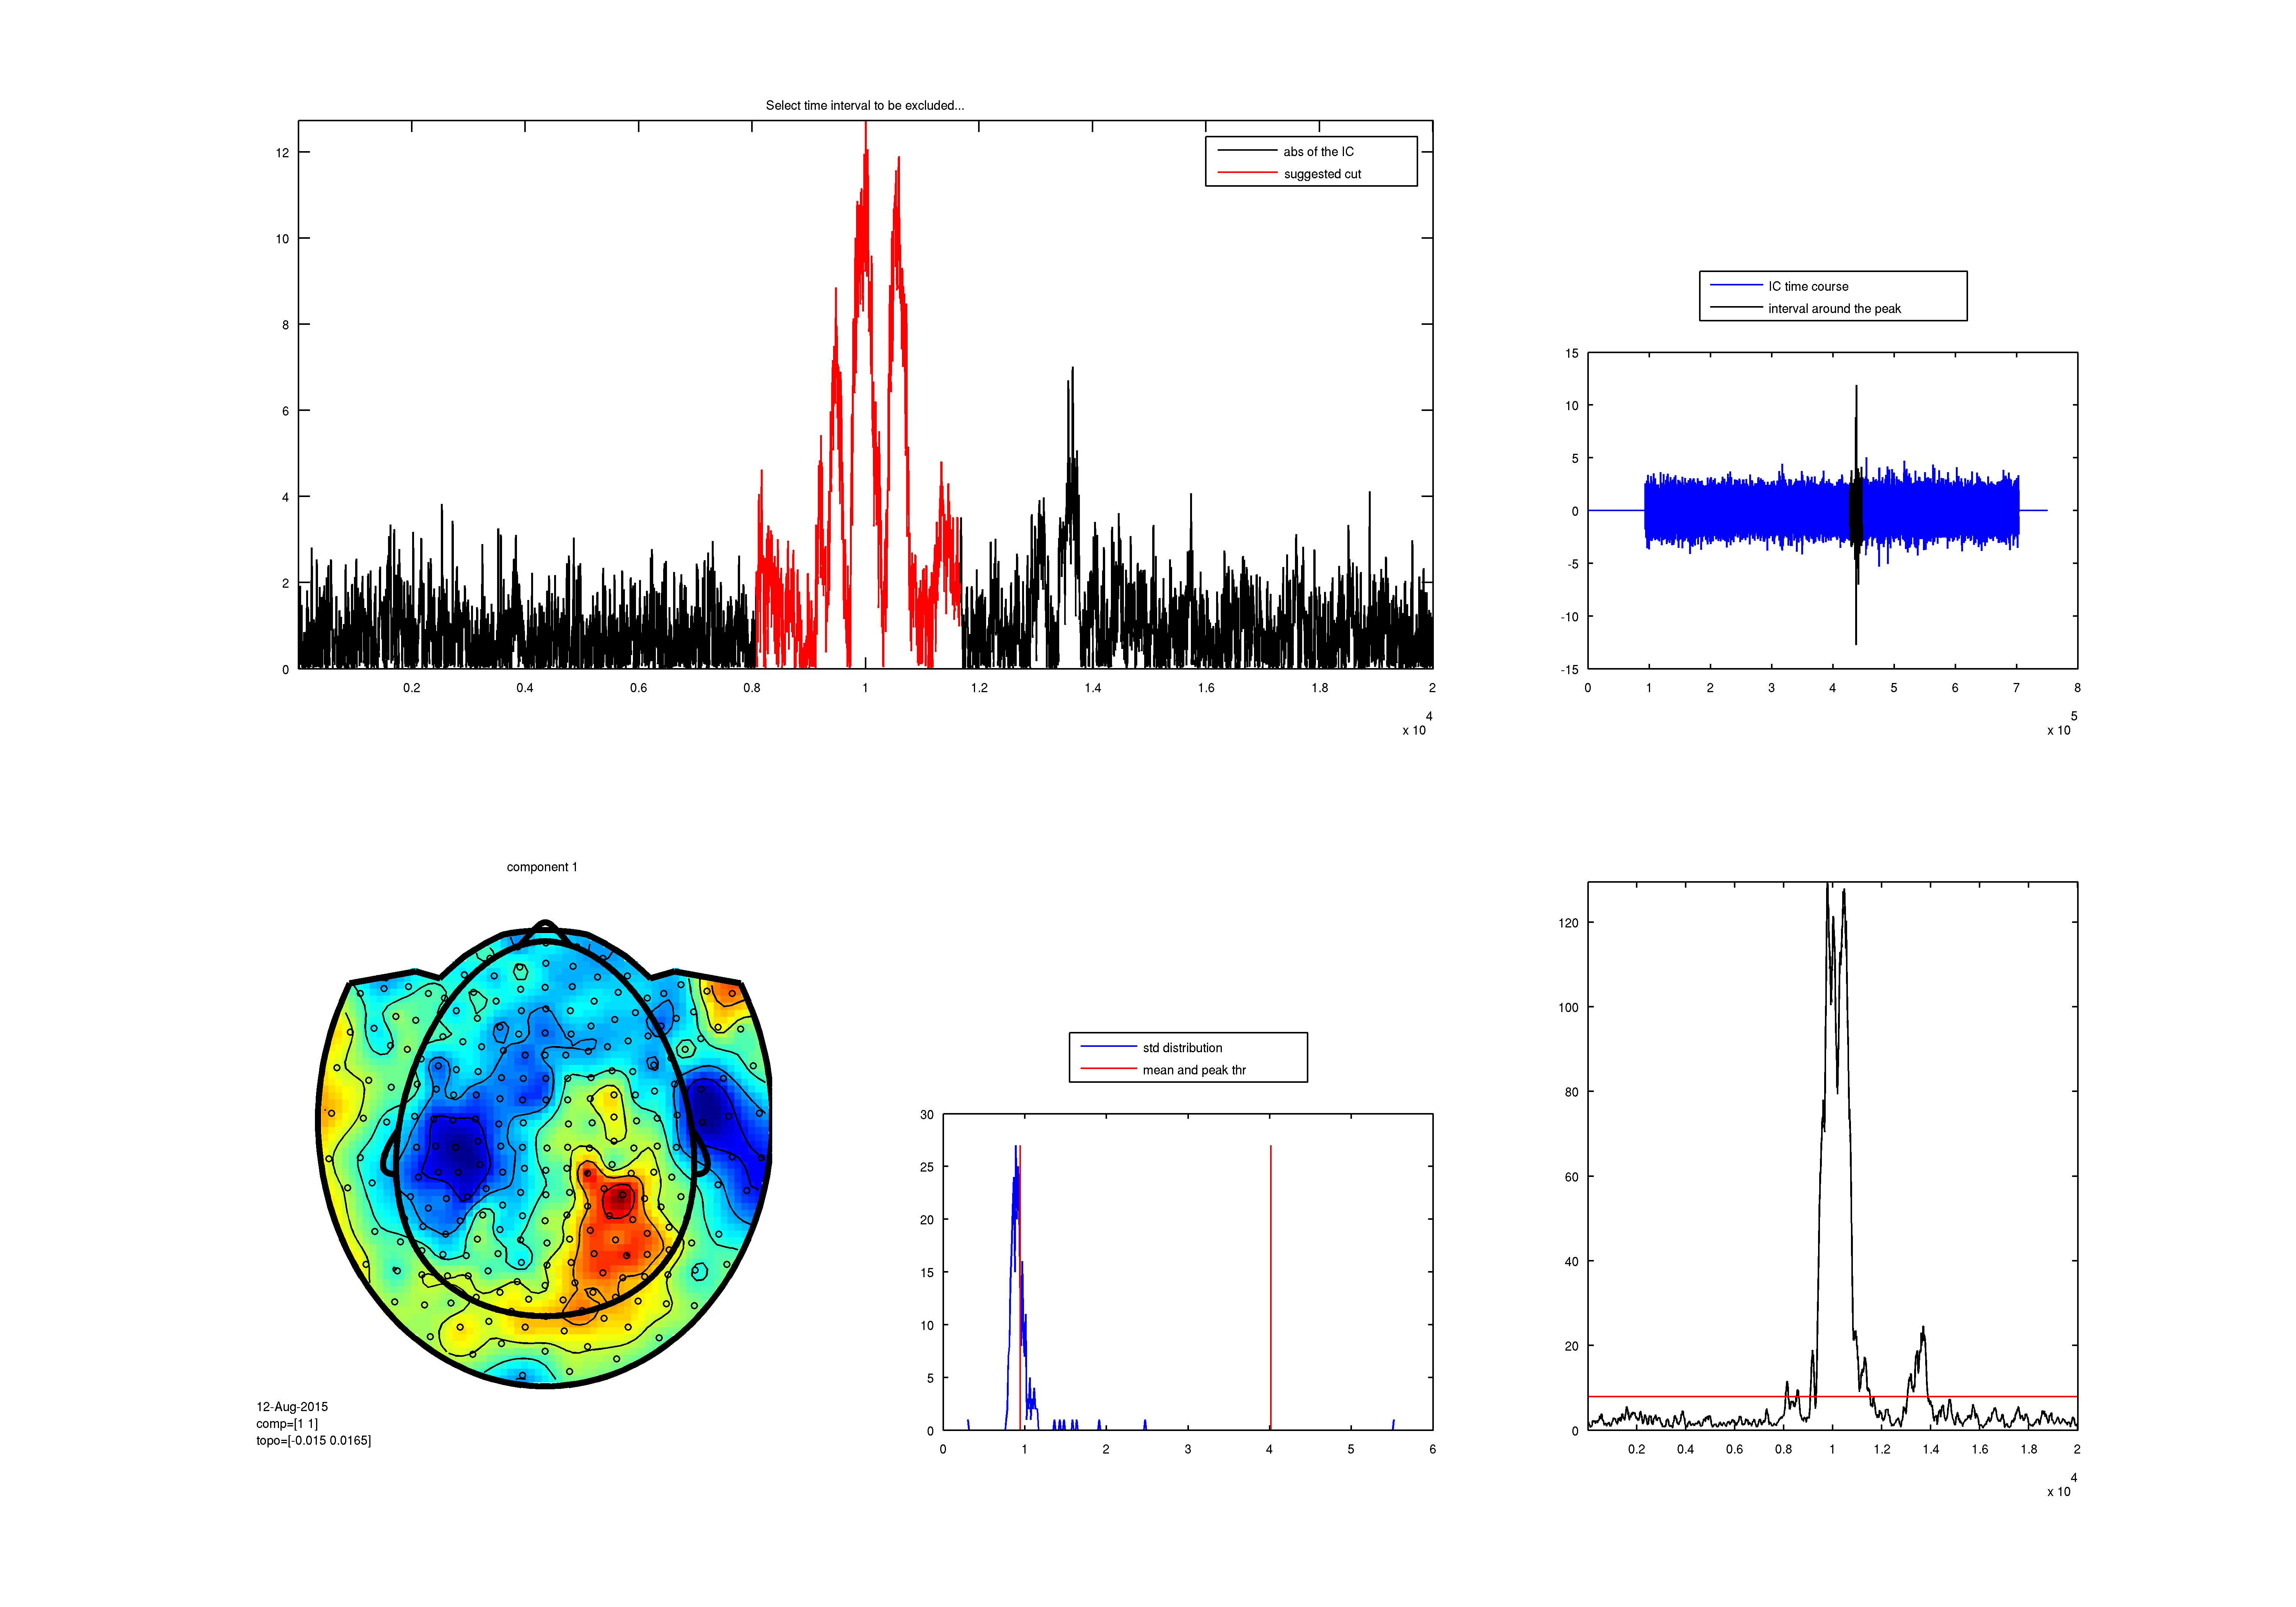 Select time interval to be excluded...
12
10
8
6
4
2
0
abs of the IC
suggested cut
0.2 0.4 0.6 0.8 1 1.2 1.4 1.6 1.8 2
4
x 10
IC time course
interval around the peak
15
10
5
0
-5
-10
-15
0 1 2 3 4 5 6 7 8
5
x 10
component 1
12-Aug-2015
comp=[1 1]
topo=[-0.015 0.0165]
std distribution
mean and peak thr
30
25
20
15
10
5
0
0 1 2 3 4 5 6
120
100
80
60
40
20
0
0.2 0.4 0.6 0.8 1 1.2 1.4 1.6 1.8 2
4
x 10